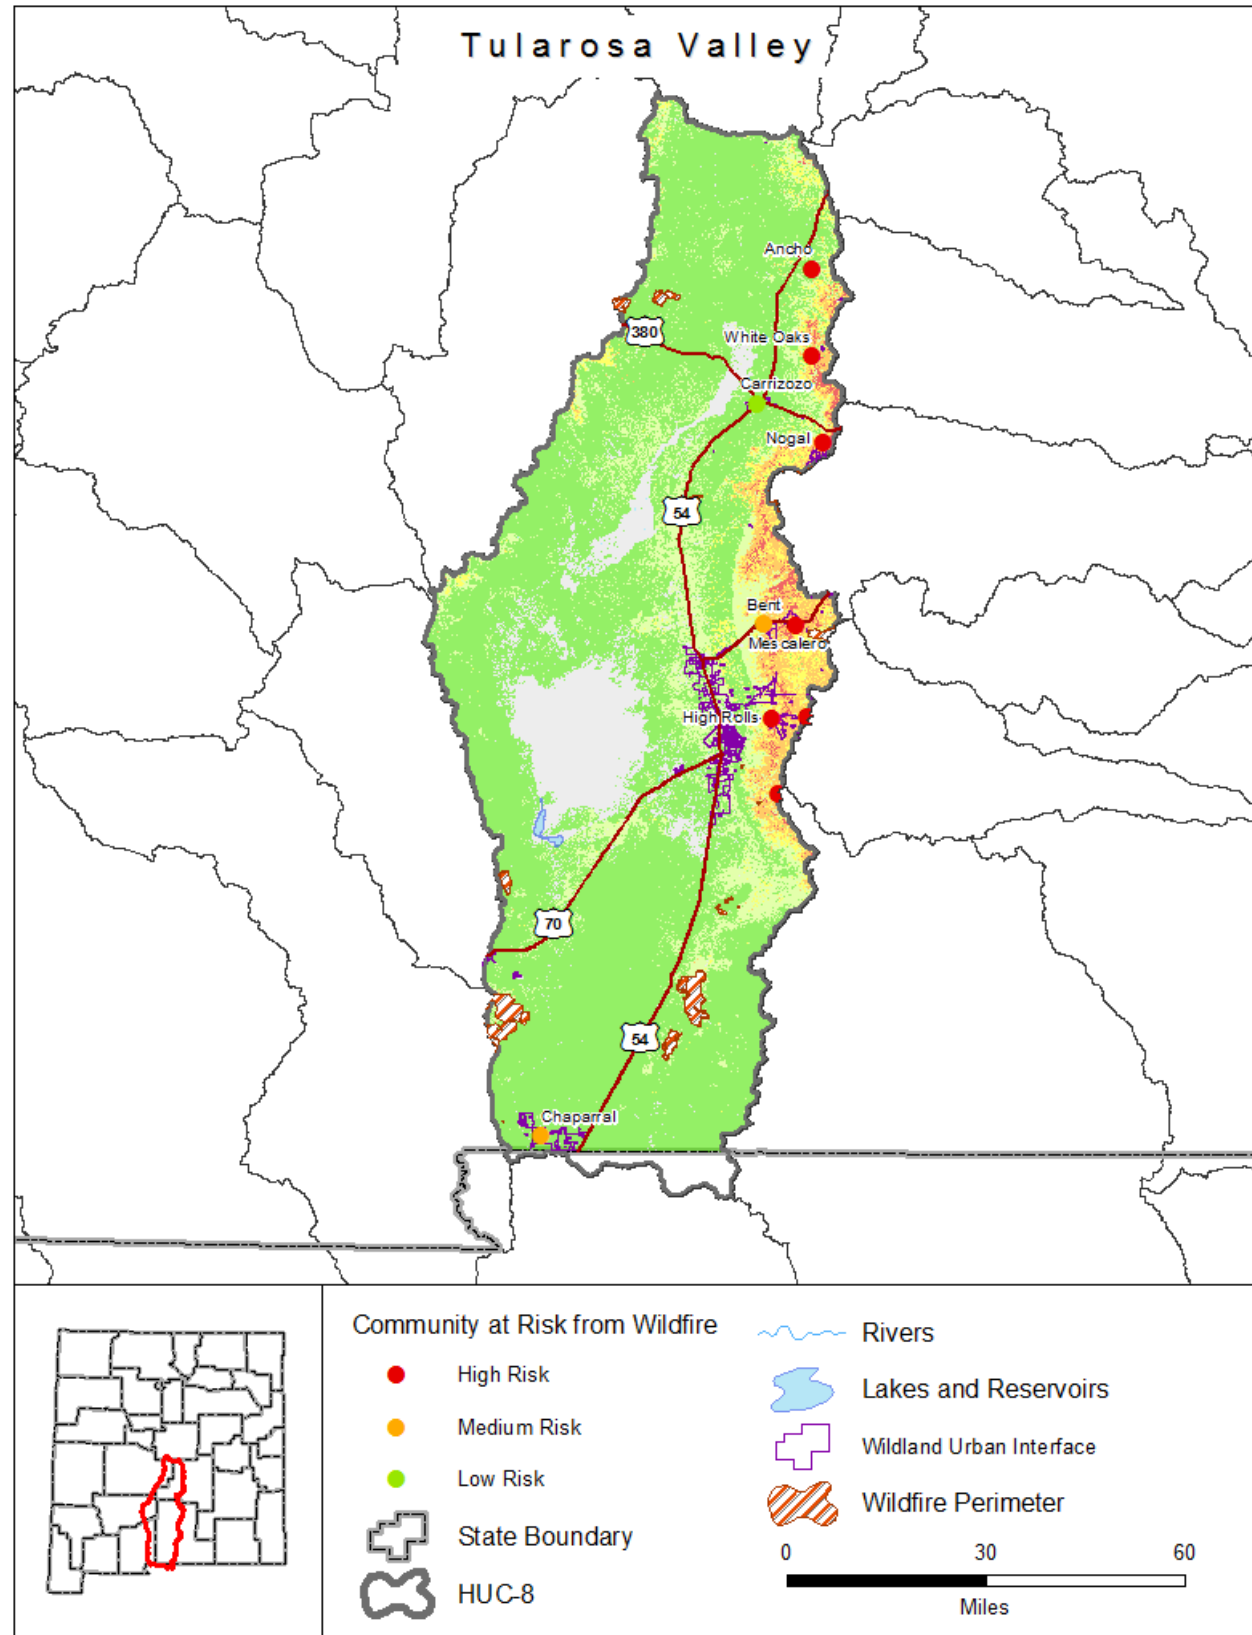 Tularosa Valley
Ancho
380
White Oaks
Carrizozo
Nogal
54
Bent
Mescalero
High Rolls
70
54
Chaparral
Community at Risk from Wildfire
High Risk
Medium Risk
Low Risk
State Boundary
HUC-8
Rivers
Lakes and Reservoirs
Wildland Urban Interface
Wildfire Perimeter
0 30 60
Miles